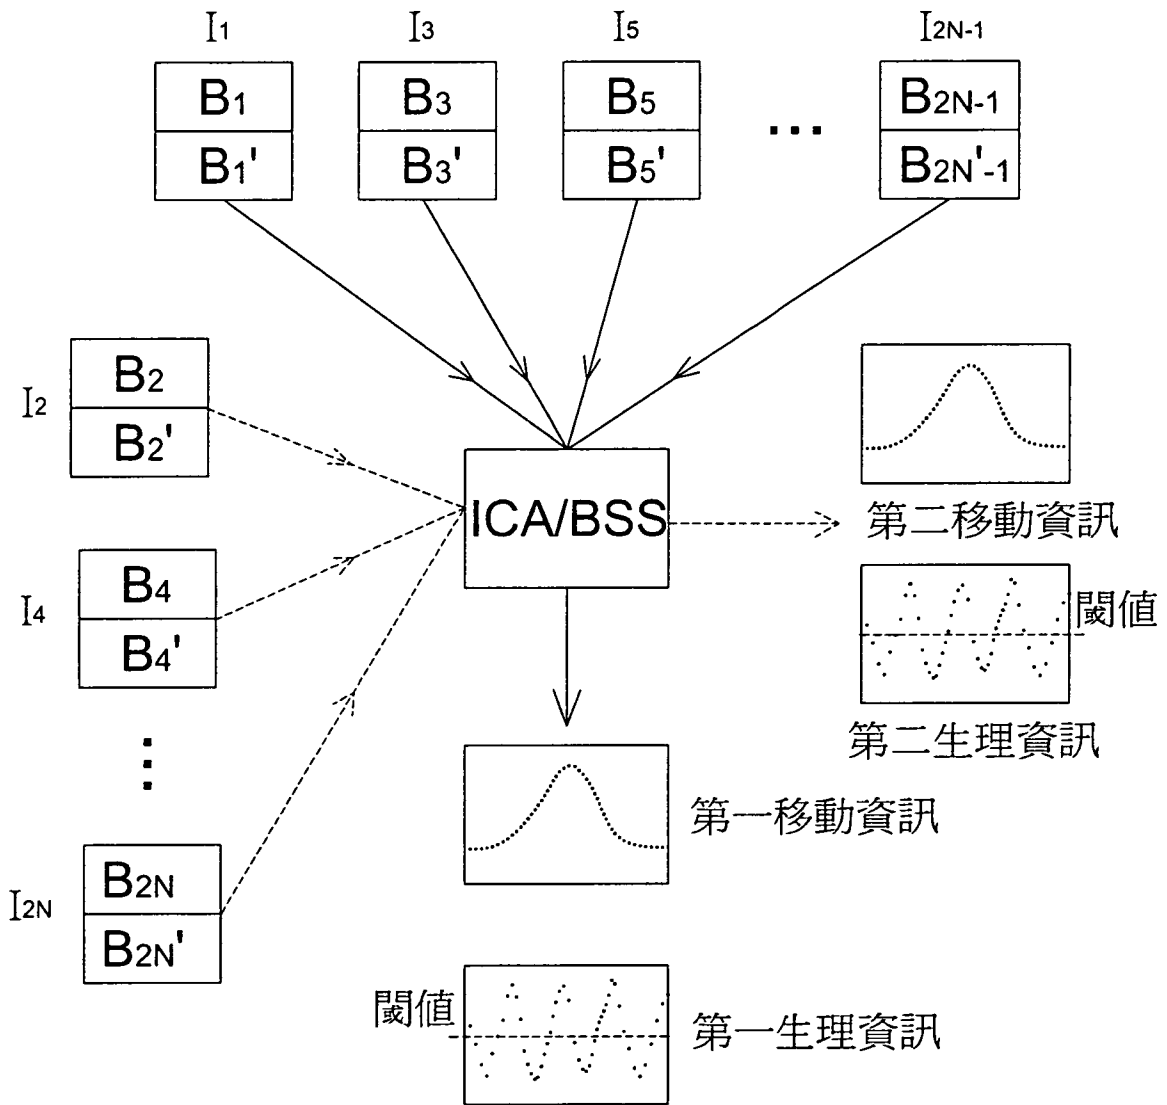 I1 I3 I5 I2N-1
B1 B3 B5 ... B2N-1
B1' B3' B5' B2N'-1
I2
B2
B2'
I4
B4
B4'
I2N
B2N
B2N'
ICA/BSS
第二移動資訊
閾値
第二生理資訊
第一移動資訊
閾値
第一生理資訊